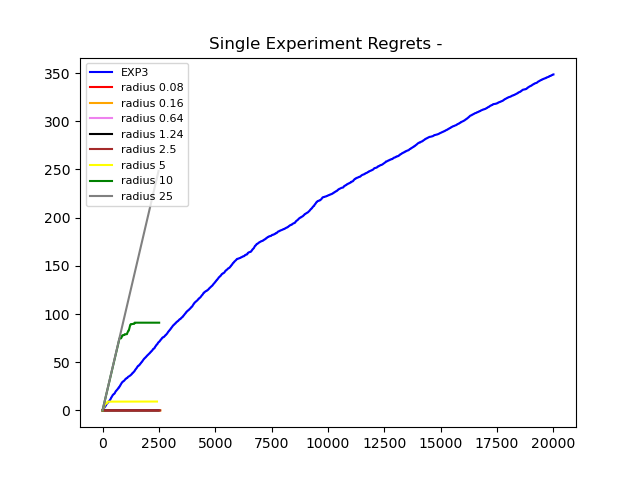 Single Experiment Regrets -
350
300
250
200
150
100
50
0
EXP3
radius 0.08
radius 0.16
radius 0.64
radius 1.24
radius 2.5
radius 5
radius 10
radius 25
0 2500 5000 7500 10000 12500 15000 17500 20000